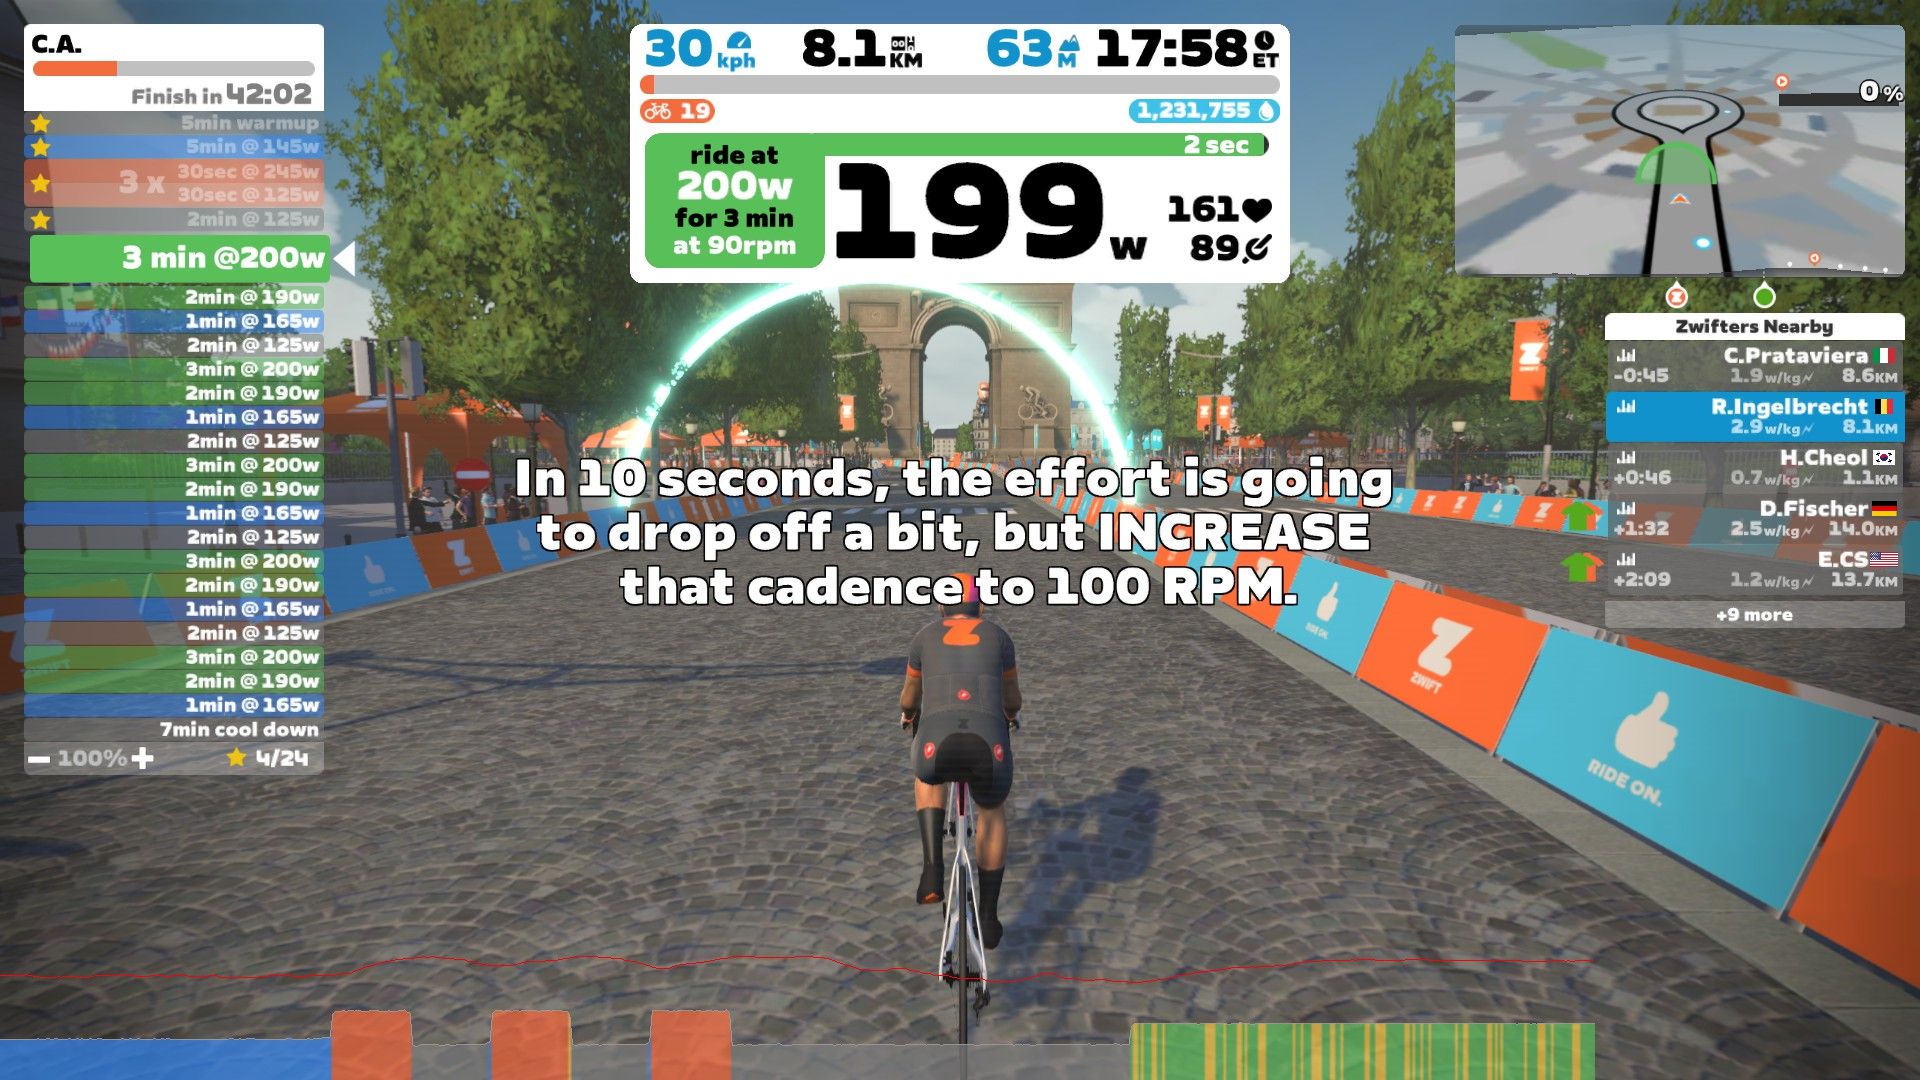 C.A.
Finish in 42:02
5min warmup
5min @ 145w
3 x 30sec @ 245w
30sec @ 125w
2min @ 125w
3 min @200w
2min @ 190w
1min @ 165w
2min @ 125w
3min @ 200w
2min @ 190w
1min @ 165w
2min @ 125w
3min @ 200w
2min @ 190w
1min @ 165w
2min @ 125w
3min @ 200w
2min @ 190w
1min @ 165w
2min @ 125w
3min @ 200w
2min @ 190w
1min @ 165w
7min cool down
100% 4/24
30 kph 8.1 KM 63 M 17:58 ET
19 1,231,755
2 sec
ride at
200w
for 3 min
at 90rpm
199 w
161
89
0 %
Zwifters Nearby
C.Prataviera
-0:45 1.9w/kg 8.6KM
R.Ingelbrecht
2.9w/kg 8.1KM
H.Cheol
+0:46 0.7w/kg 1.1KM
D.Fischer
+1:32 2.5w/kg 14.0KM
E.CS
+2:09 1.2w/kg 13.7KM
+9 more
In 10 seconds, the effort is going
to drop off a bit, but INCREASE
that cadence to 100 RPM.
RIDE ON.
ZWIFT
RIDE ON.